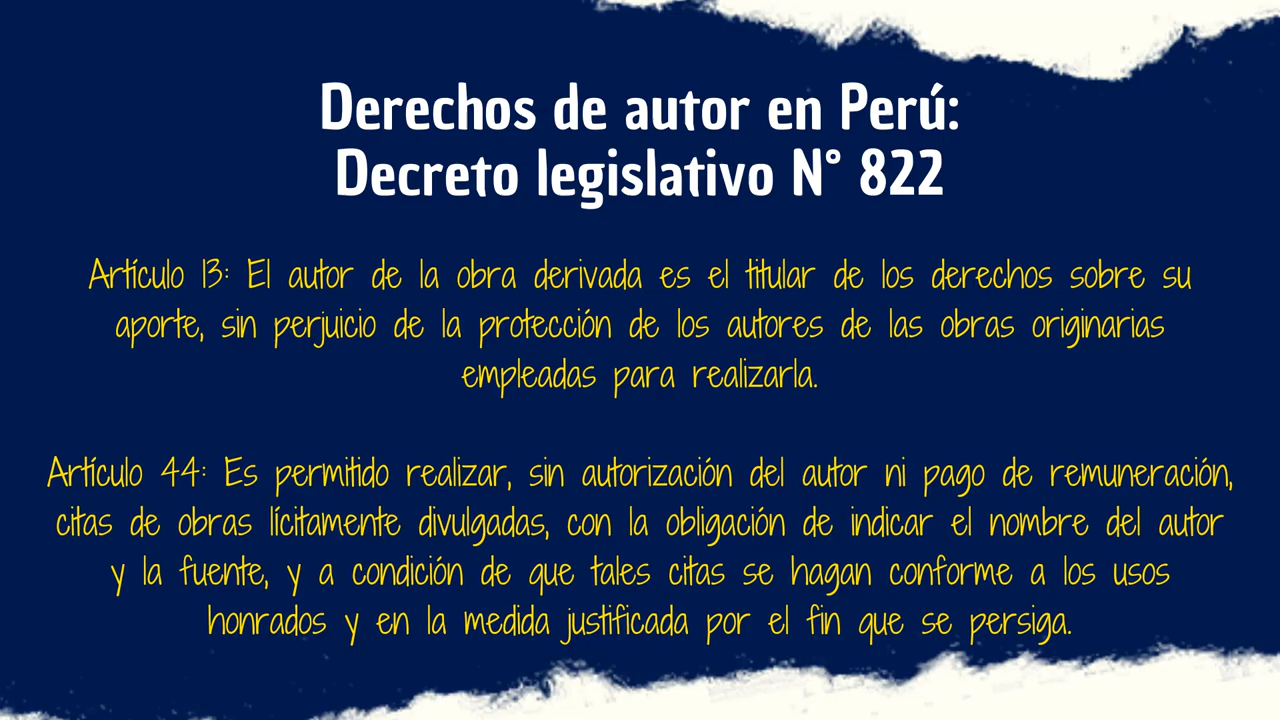 Derechos de autor en Perú:
Decreto legislativo N° 822
Artículo 13: El autor de la obra derivada es el titular de los derechos sobre su
aporte, sin perjuicio de la protección de los autores de las obras originarias
empleadas para realizarla.
Artículo 44: Es permitido realizar, sin autorización del autor ni pago de remuneración,
citas de obras lícitamente divulgadas, con la obligación de indicar el nombre del autor
y la fuente, y a condición de que tales citas se hagan conforme a los usos
honrados y en la medida justificada por el fin que se persiga.